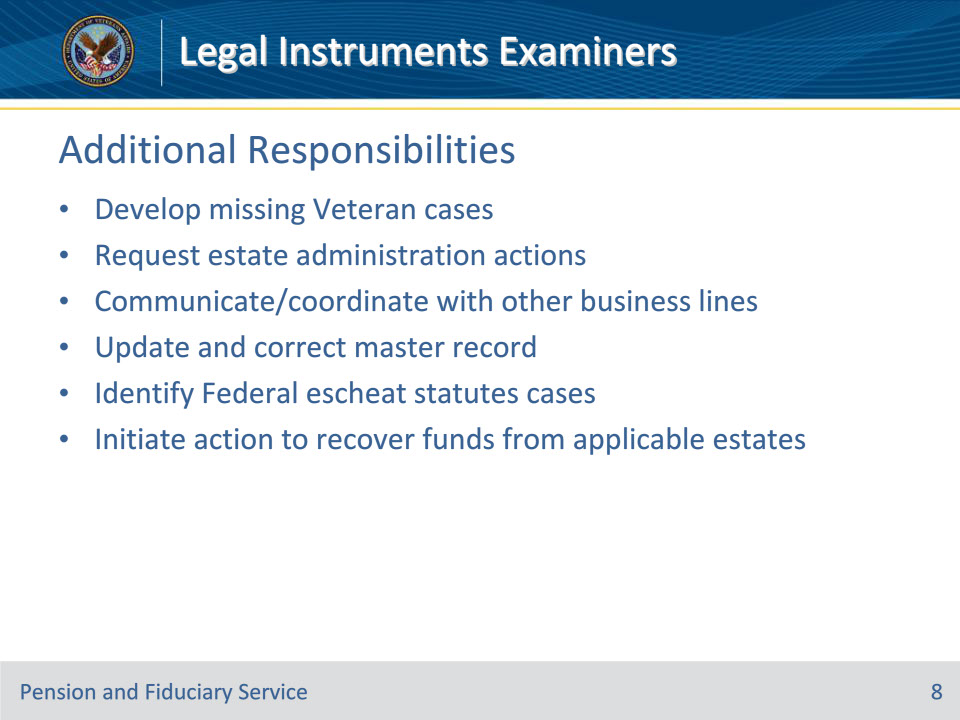 Legal Instruments Examiners
Additional Responsibilities
• Develop missing Veteran cases
• Request estate administration actions
• Communicate/coordinate with other business lines
• Update and correct master record
• Identify Federal escheat statutes cases
• Initiate action to recover funds from applicable estates
Pension and Fiduciary Service
8